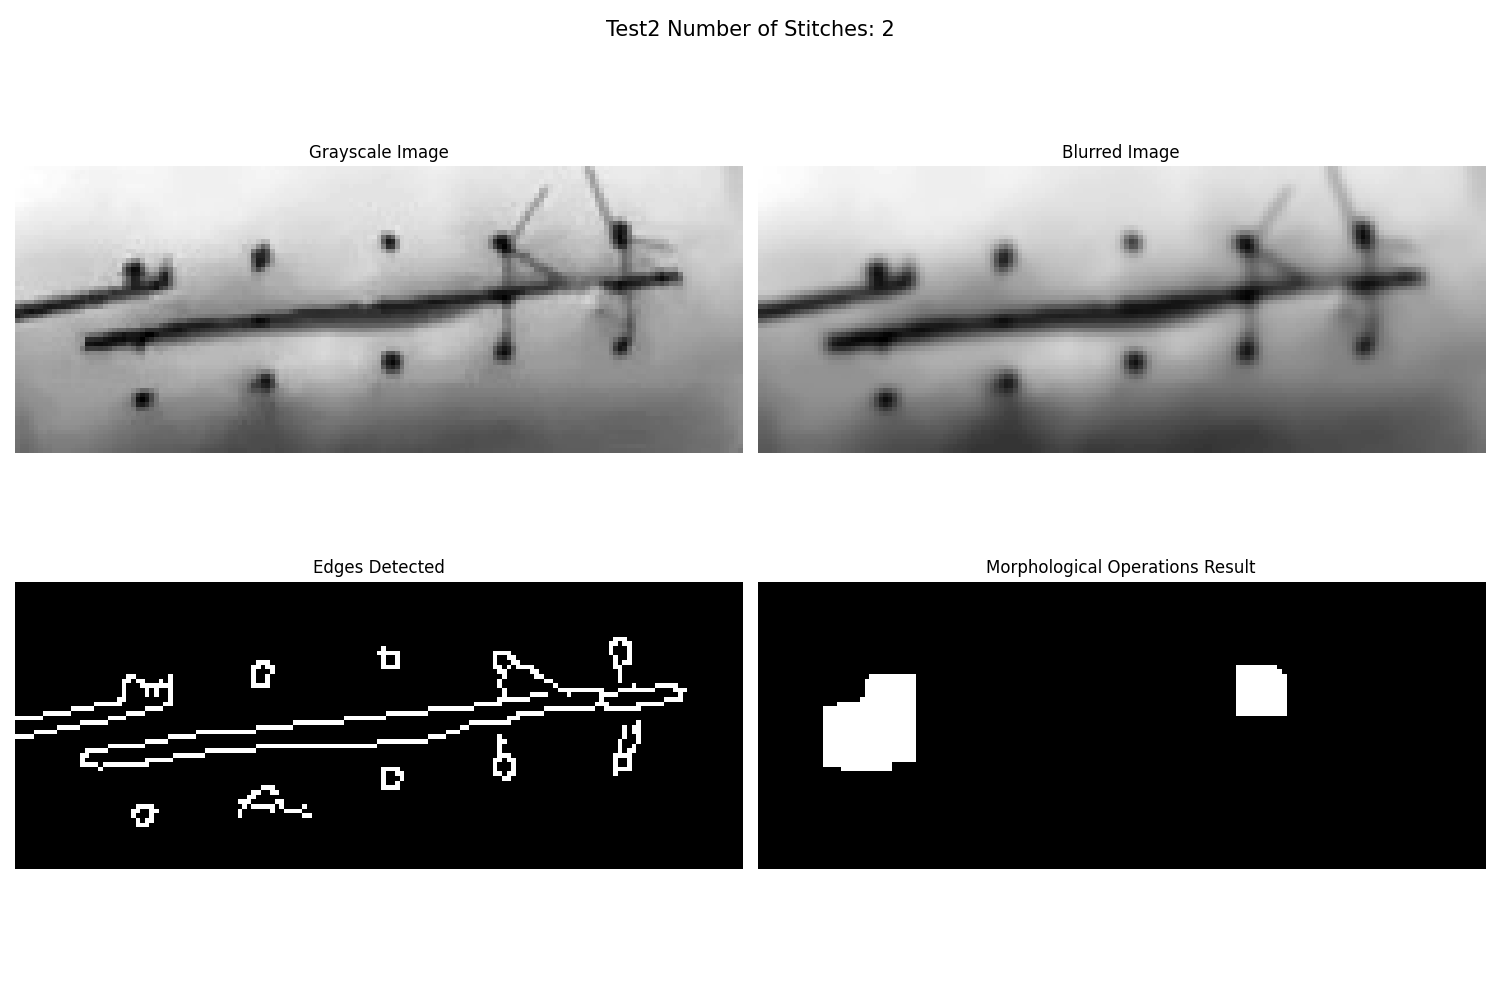 Test2 Number of Stitches: 2
Grayscale Image
Blurred Image
Edges Detected
Morphological Operations Result